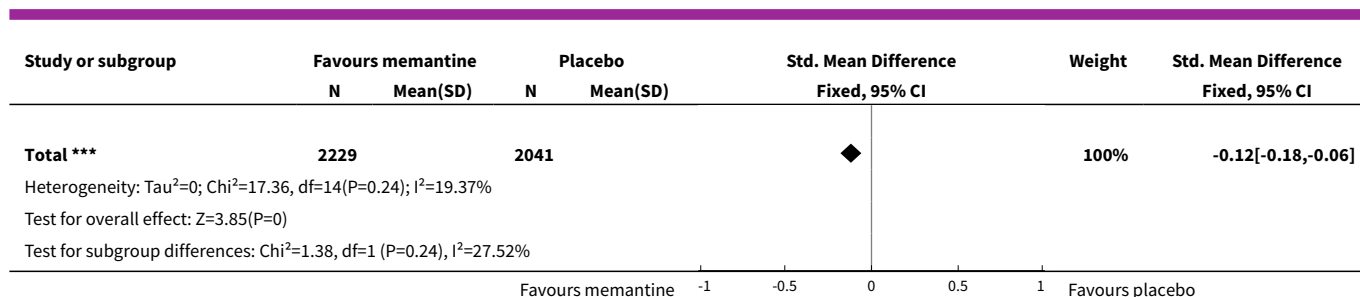 Study or subgroup Favours memantine Placebo Std. Mean Difference Weight Std. Mean Difference
N Mean(SD) N Mean(SD) Fixed, 95% CI Fixed, 95% CI
Total *** 2229 2041 100% -0.12[-0.18,-0.06]
Heterogeneity: Tau²=0; Chi²=17.36, df=14(P=0.24); I²=19.37%
Test for overall effect: Z=3.85(P=0)
Test for subgroup differences: Chi²=1.38, df=1 (P=0.24), I²=27.52%
Favours memantine -1 -0.5 0 0.5 1 Favours placebo